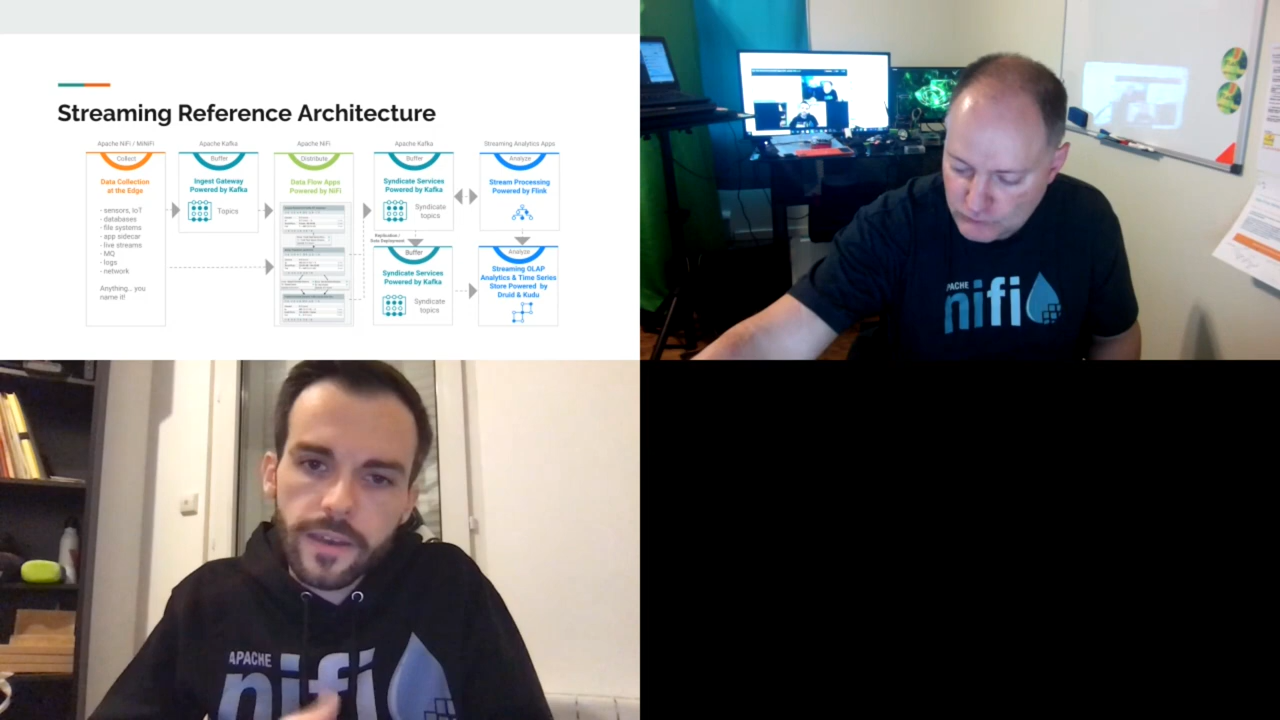 Streaming Reference Architecture
Apache NiFi / MiNiFi
Collect
Data Collection
at the Edge
- sensors, IoT
- databases
- file systems
- app sidecar
- live streams
- MQ
- logs
- network
Anything... you
name it!
Apache Kafka
Buffer
Ingest Gateway
Powered by Kafka
Topics
Apache NiFi
Distribute
Data Flow Apps
Powered by NiFi
Apache Kafka
Buffer
Syndicate Services
Powered by Kafka
Syndicate
topics
Replication /
Data Deployment
Buffer
Syndicate Services
Powered by Kafka
Syndicate
topics
Streaming Analytics Apps
Analyze
Stream Processing
Powered by Flink
Analyze
Streaming OLAP
Analytics & Time Series
Store Powered by
Druid & Kudu
APACHE
nifi
APACHE
nifi